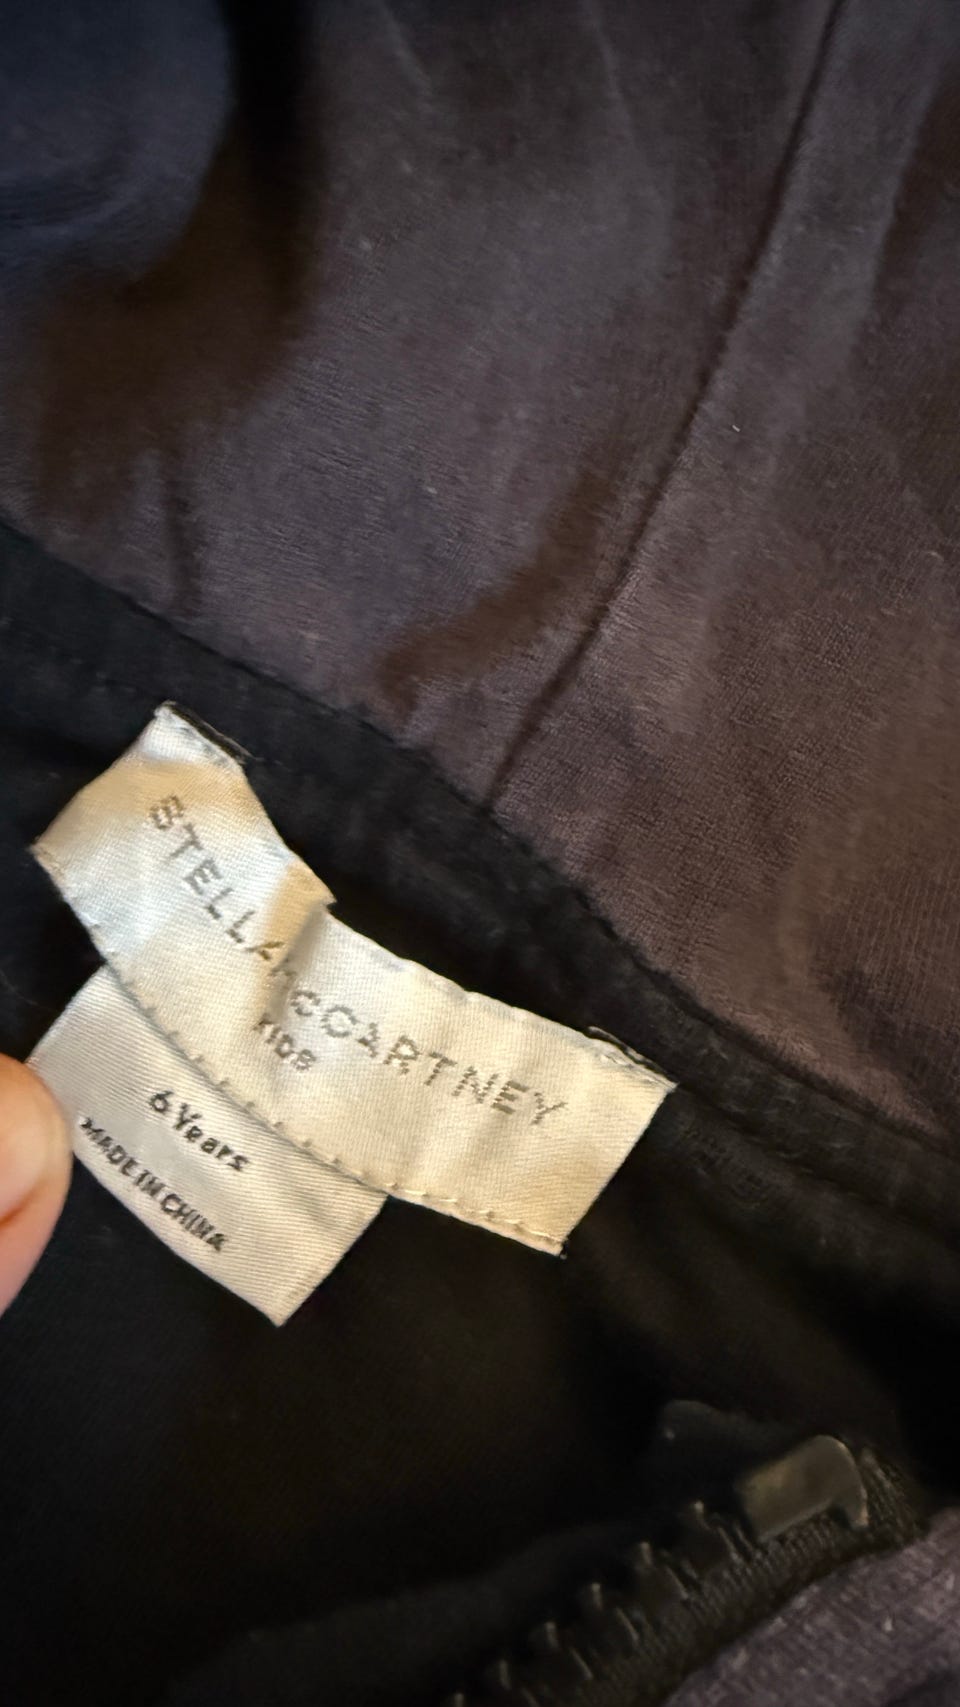 STELLA McCARTNEY
KIDS
6 Years
MADE IN CHINA